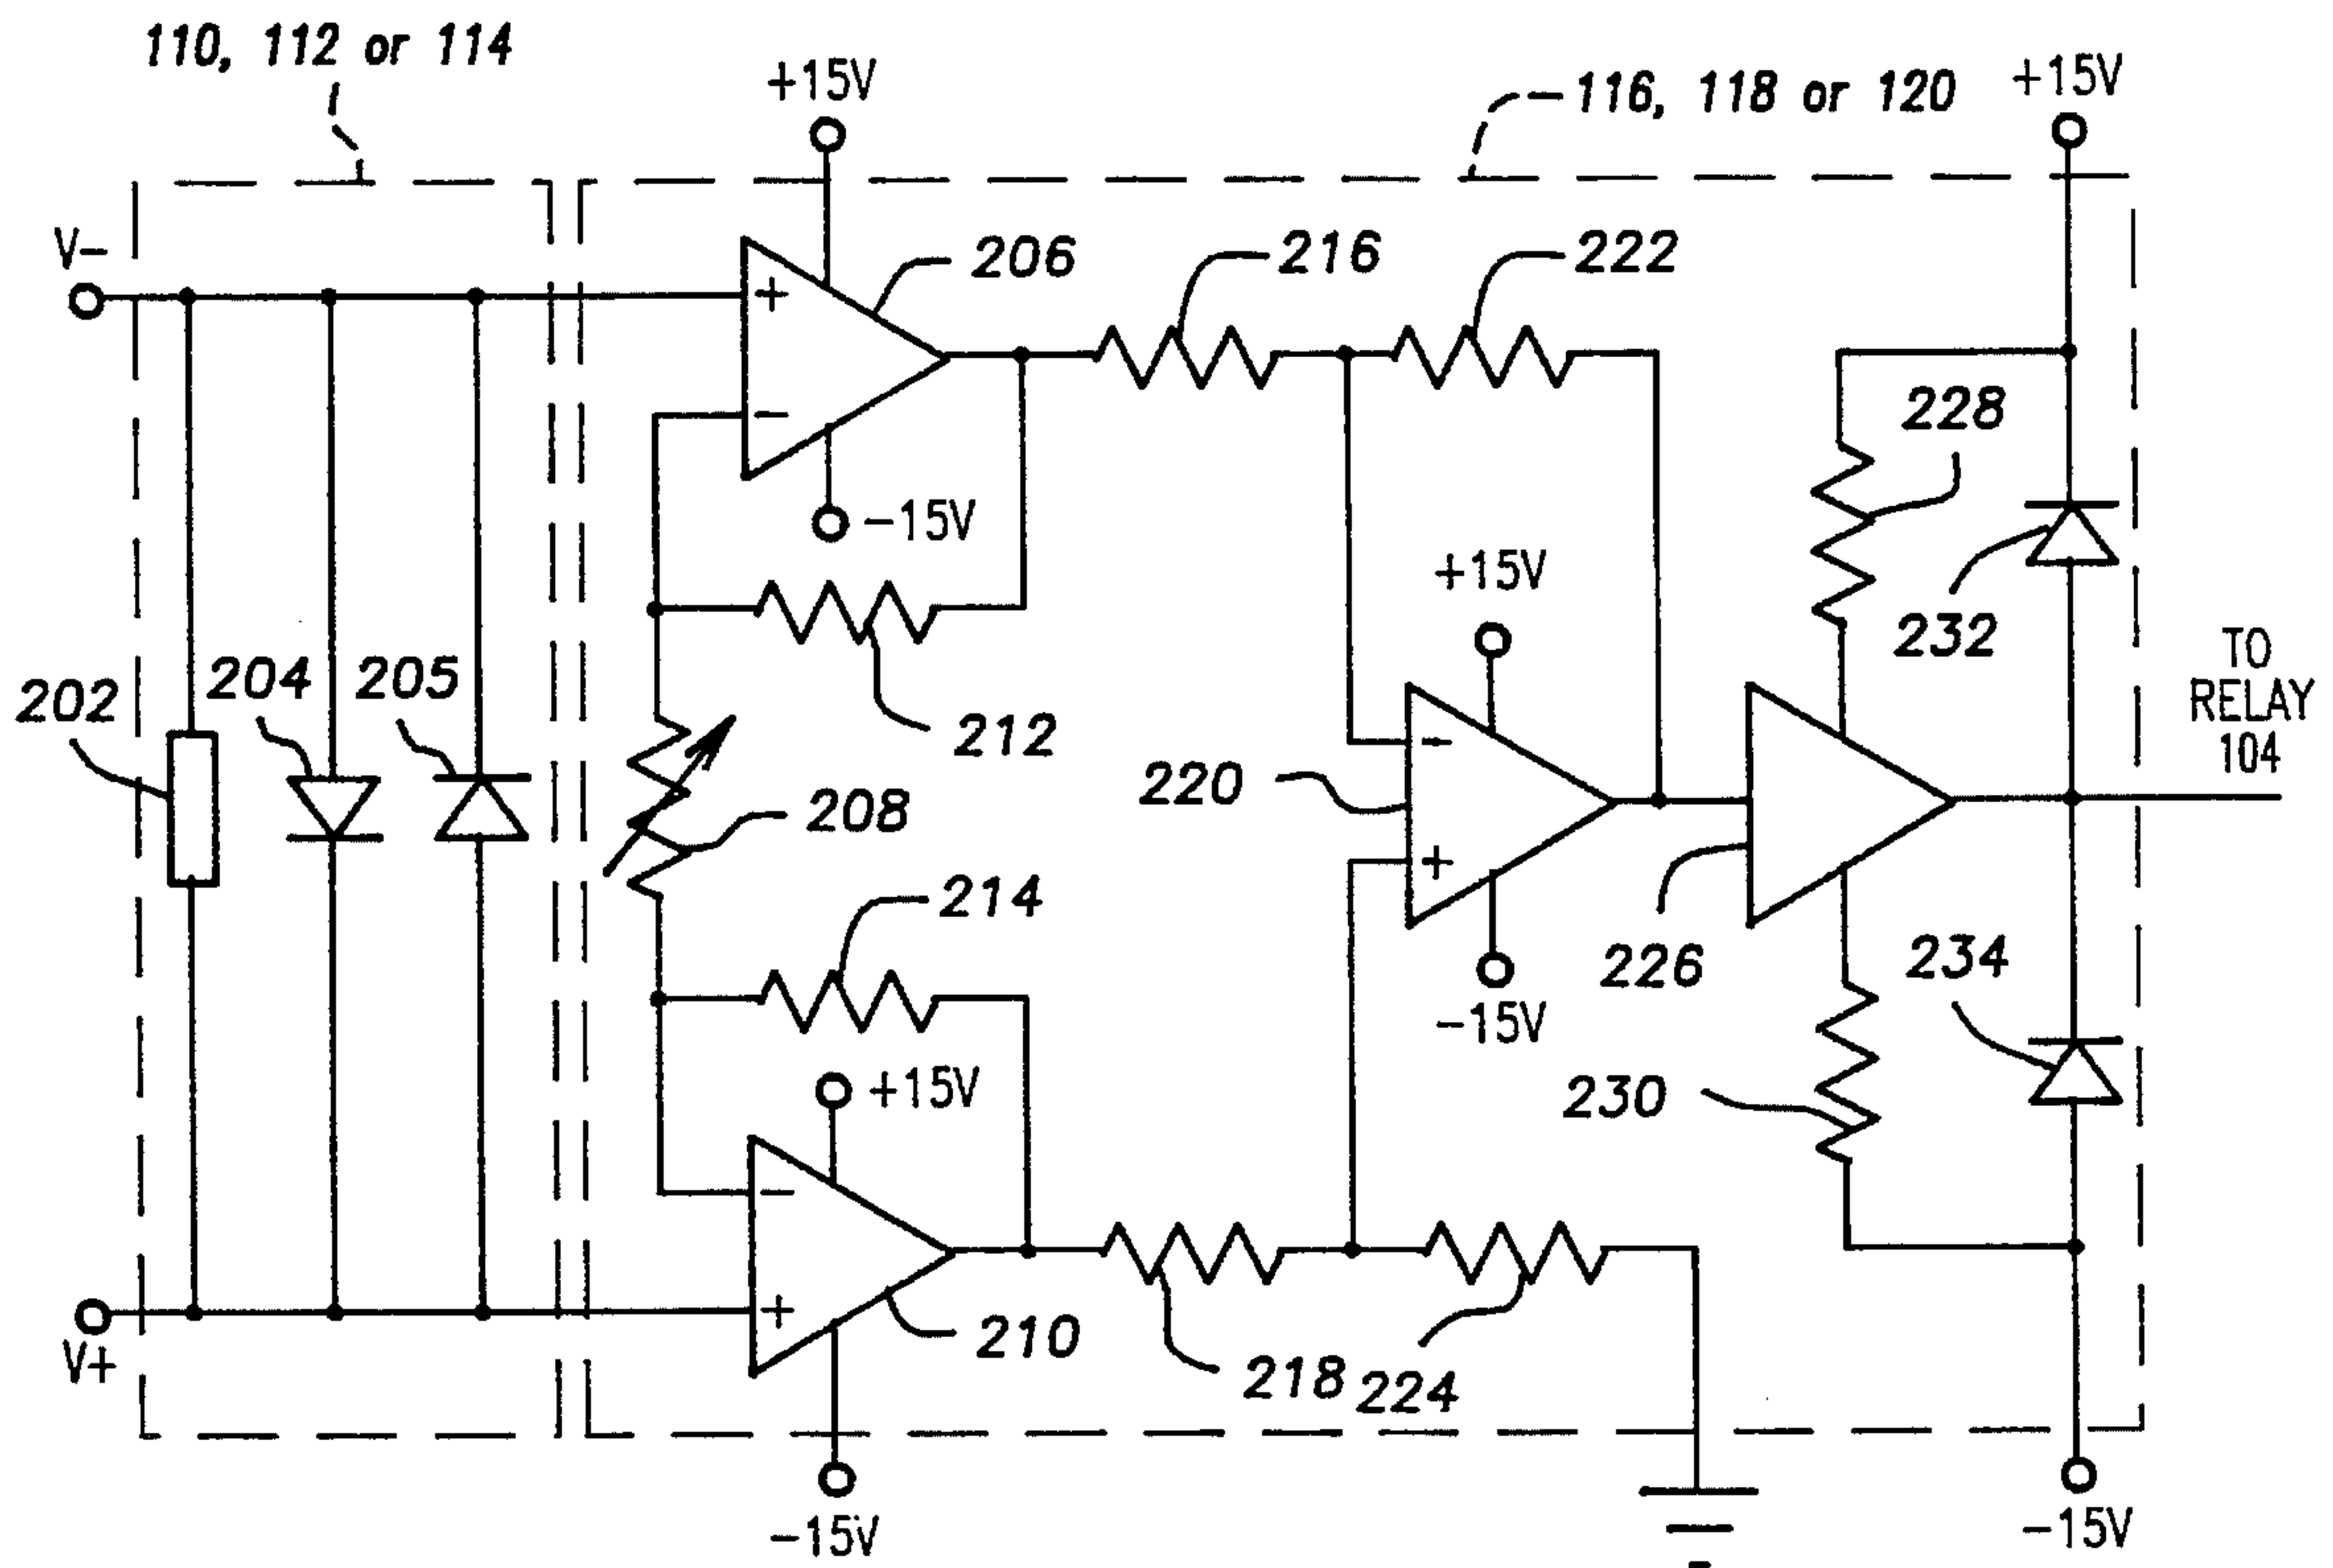 110, 112 or 114
+15V
116, 118 or 120
+15V
V-
206
216
222
+
-
-15V
228
232
+15V
TO
RELAY
104
202
204
205
212
208
220
-
+
-15V
214
226
234
+15V
230
-
+
210
V+
218
224
-15V
-15V